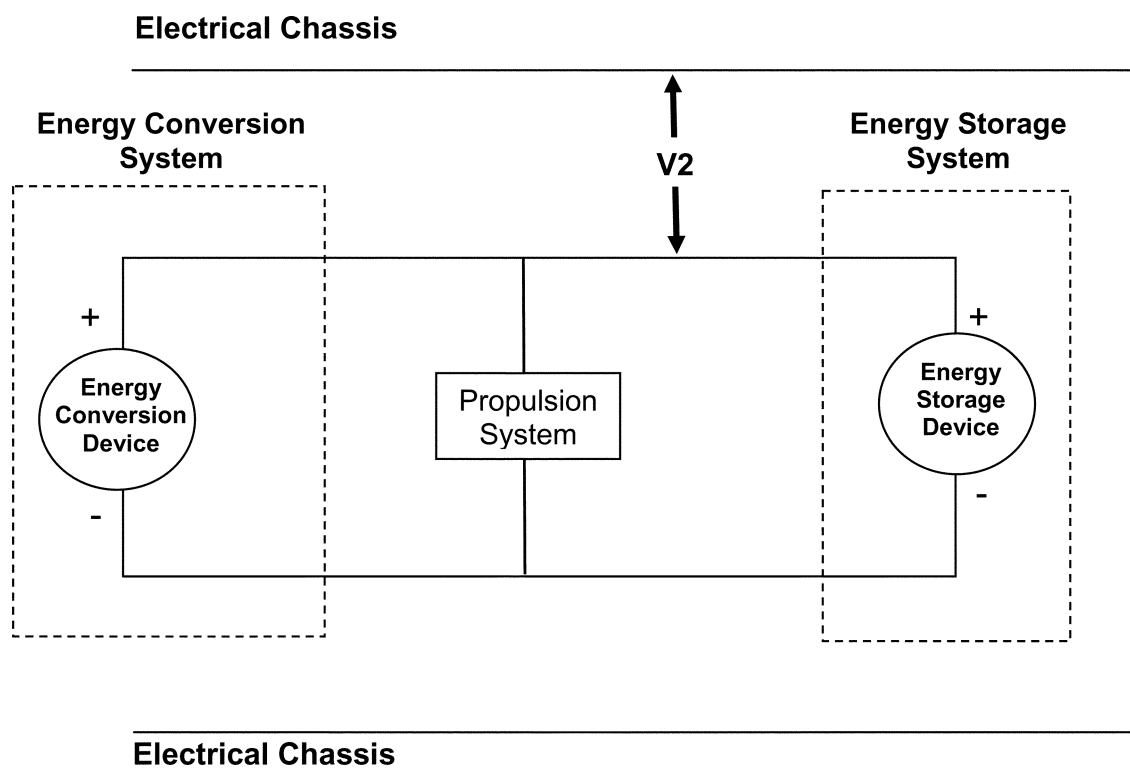 Electrical Chassis
Energy Conversion
System
Energy Storage
System
V2
+
+
Energy
Conversion
Device
Propulsion
System
Energy
Storage
Device
-
-
Electrical Chassis